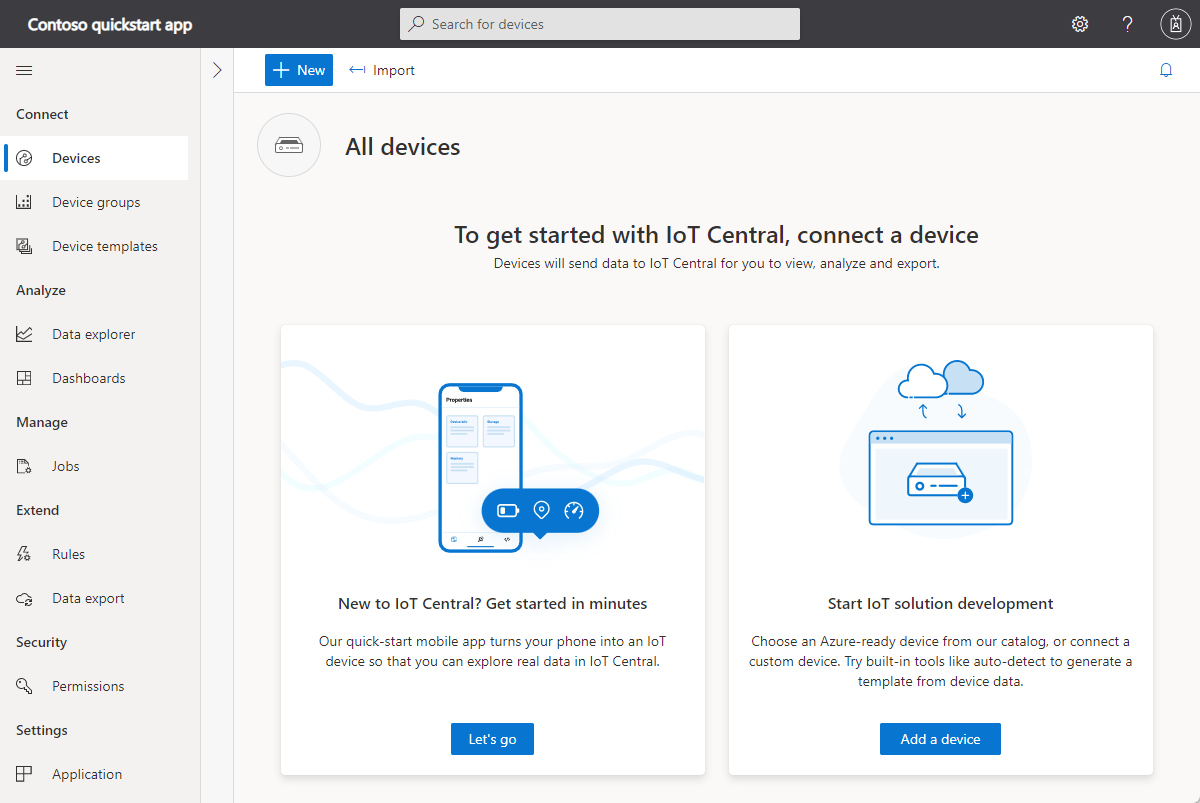 Contoso quickstart app
Search for devices
?
New
Import
Connect
Devices
Device groups
Device templates
Analyze
Data explorer
Dashboards
Manage
Jobs
Extend
Rules
Data export
Security
Permissions
Settings
Application
All devices
To get started with IoT Central, connect a device
Devices will send data to IoT Central for you to view, analyze and export.
Properties
Device info
Storage
Memory
New to IoT Central? Get started in minutes
Our quick-start mobile app turns your phone into an IoT
device so that you can explore real data in IoT Central.
Let's go
Start IoT solution development
Choose an Azure-ready device from our catalog, or connect a
custom device. Try built-in tools like auto-detect to generate a
template from device data.
Add a device